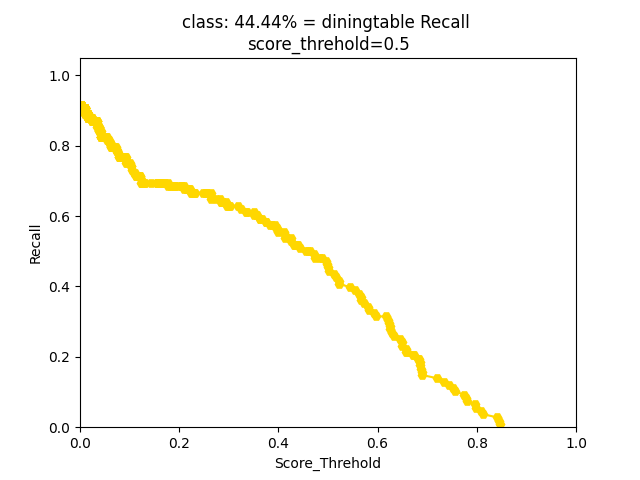 class: 44.44% = diningtable Recall
score_threhold=0.5
1.0
0.8
0.6
0.4
0.2
0.0
Recall
0.0 0.2 0.4 0.6 0.8 1.0
Score_Threhold